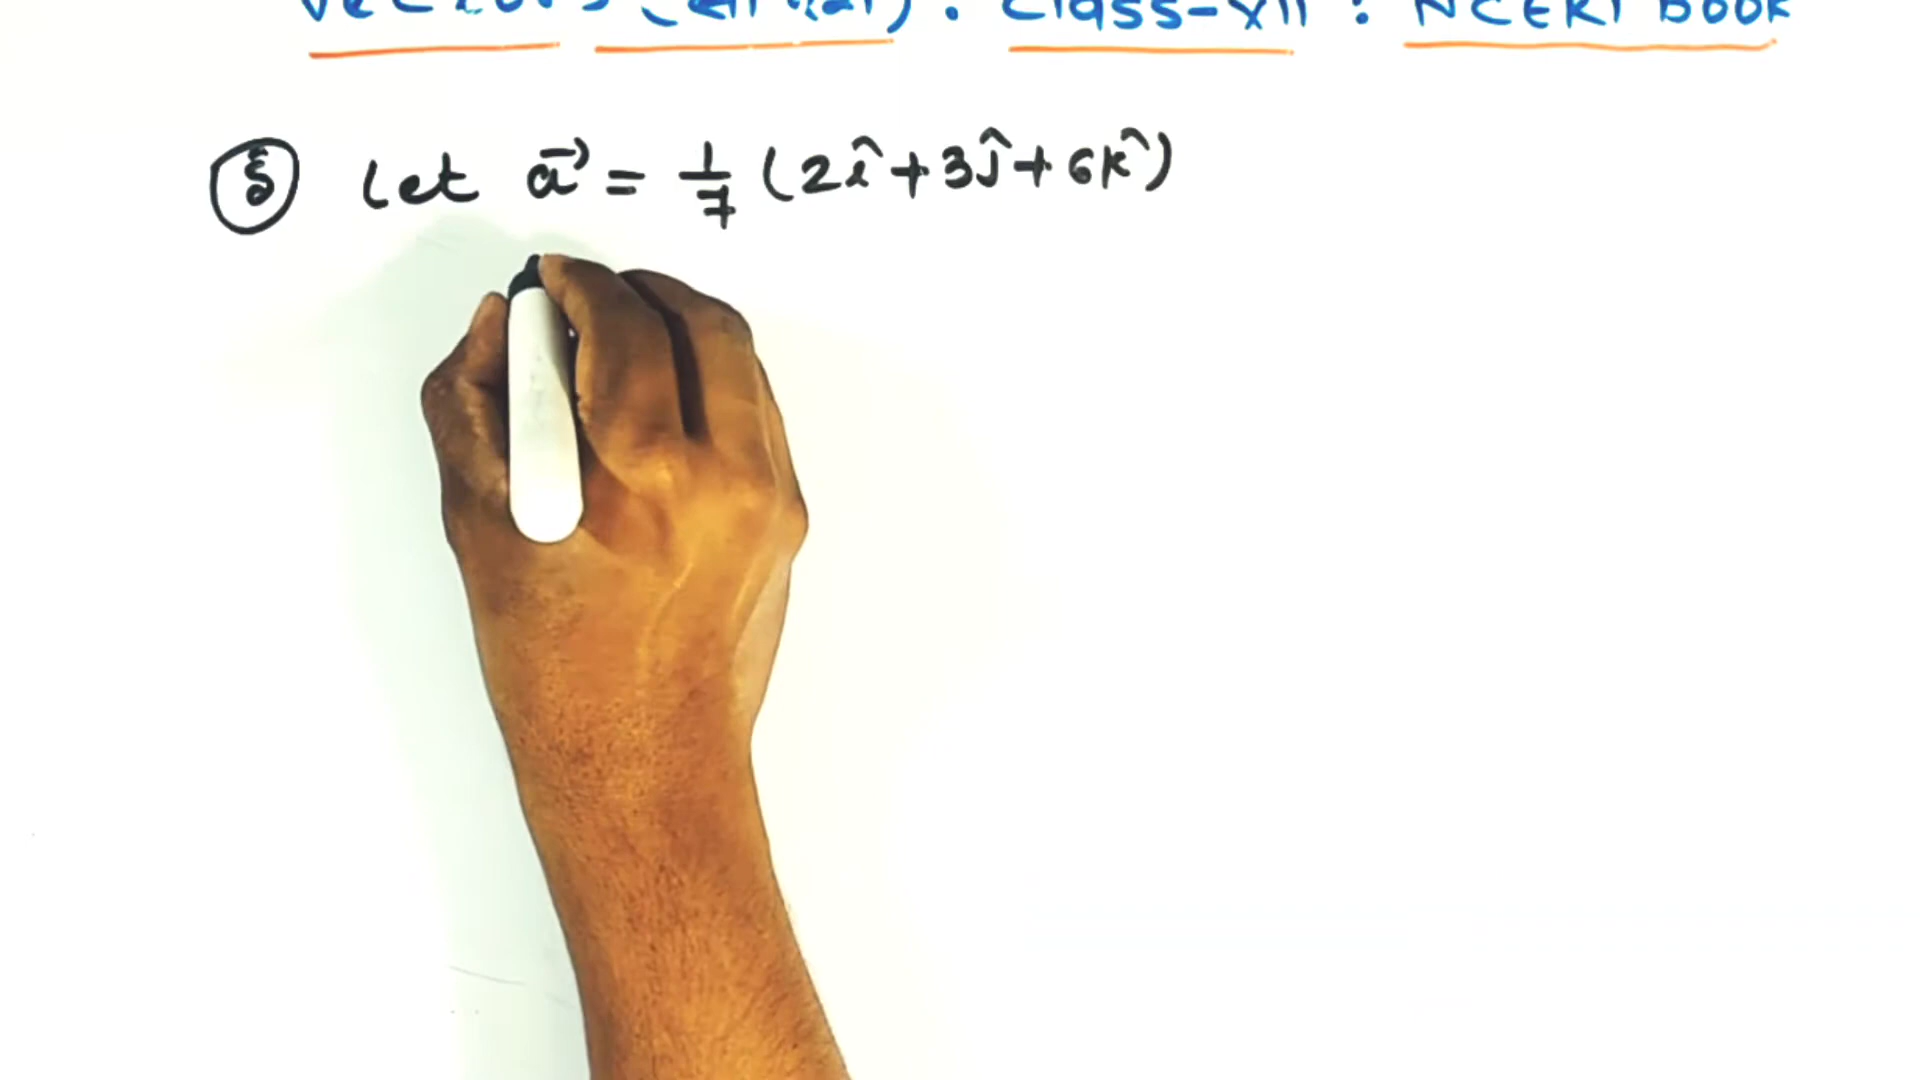 Class-XII : NCERT Book
⑤ Let a⃗ = 1/7 (2î + 3ĵ + 6k̂)